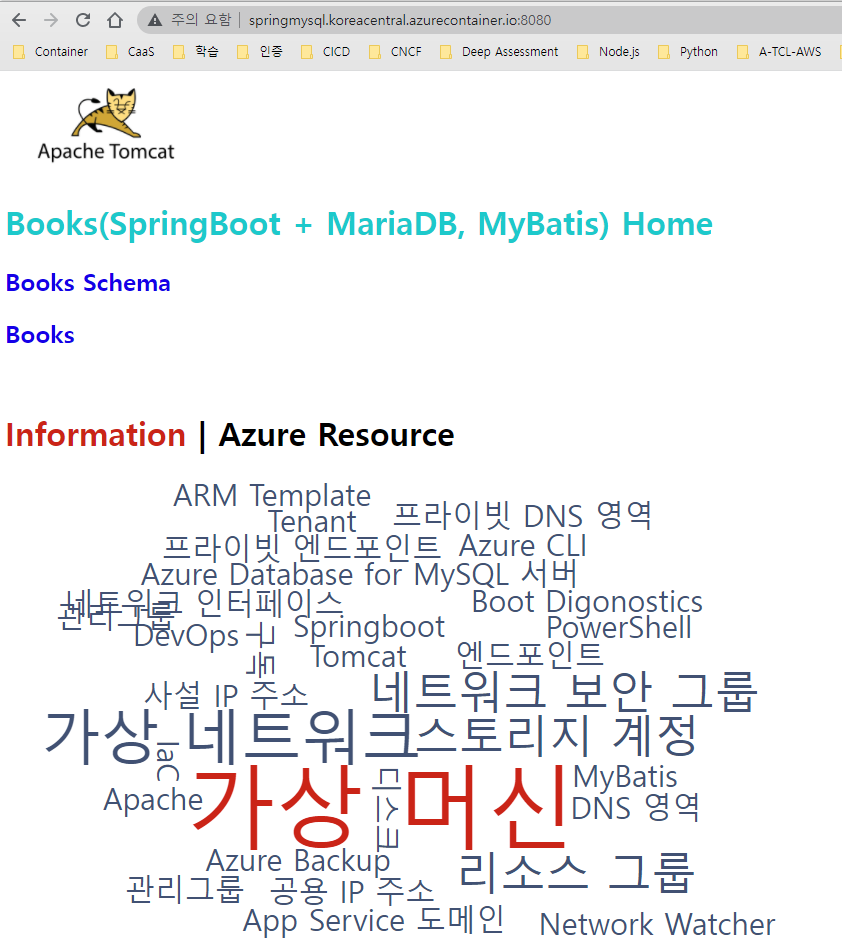 주의 요함 | springmysql.koreacentral.azurecontainer.io:8080
Container CaaS 학습 인증 CICD CNCF Deep Assessment Node.js Python A-TCL-AWS
Apache Tomcat
Books(SpringBoot + MariaDB, MyBatis) Home
Books Schema
Books
Information | Azure Resource
ARM Template
Tenant
프라이빗 DNS 영역
프라이빗 엔드포인트
Azure CLI
Azure Database for MySQL 서버
네트워크 인터페이스
관리그룹
Boot Digonostics
DevOps
구독
Springboot
PowerShell
Tomcat
엔드포인트
사설 IP 주소
네트워크 보안 그룹
가상 네트워크
스토리지 계정
IaC
가상 머신
디스크
MyBatis
Apache
DNS 영역
Azure Backup
리소스 그룹
관리그룹
공용 IP 주소
App Service 도메인
Network Watcher